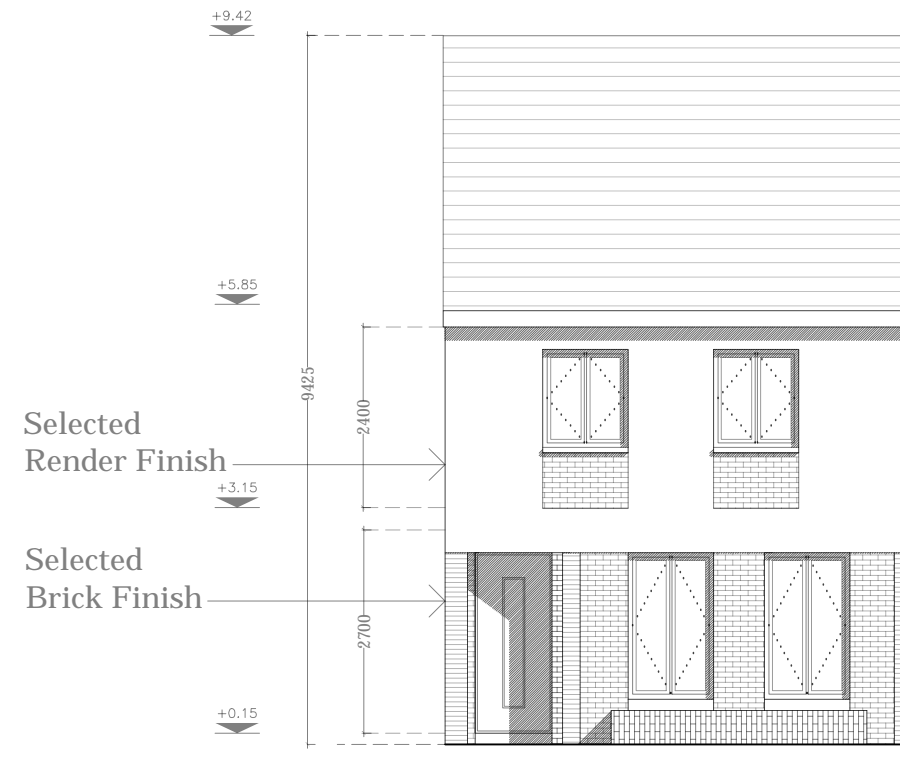 +9.42
+5.85
9425
2400
Selected
Render Finish
+3.15
Selected
Brick Finish
2700
+0.15